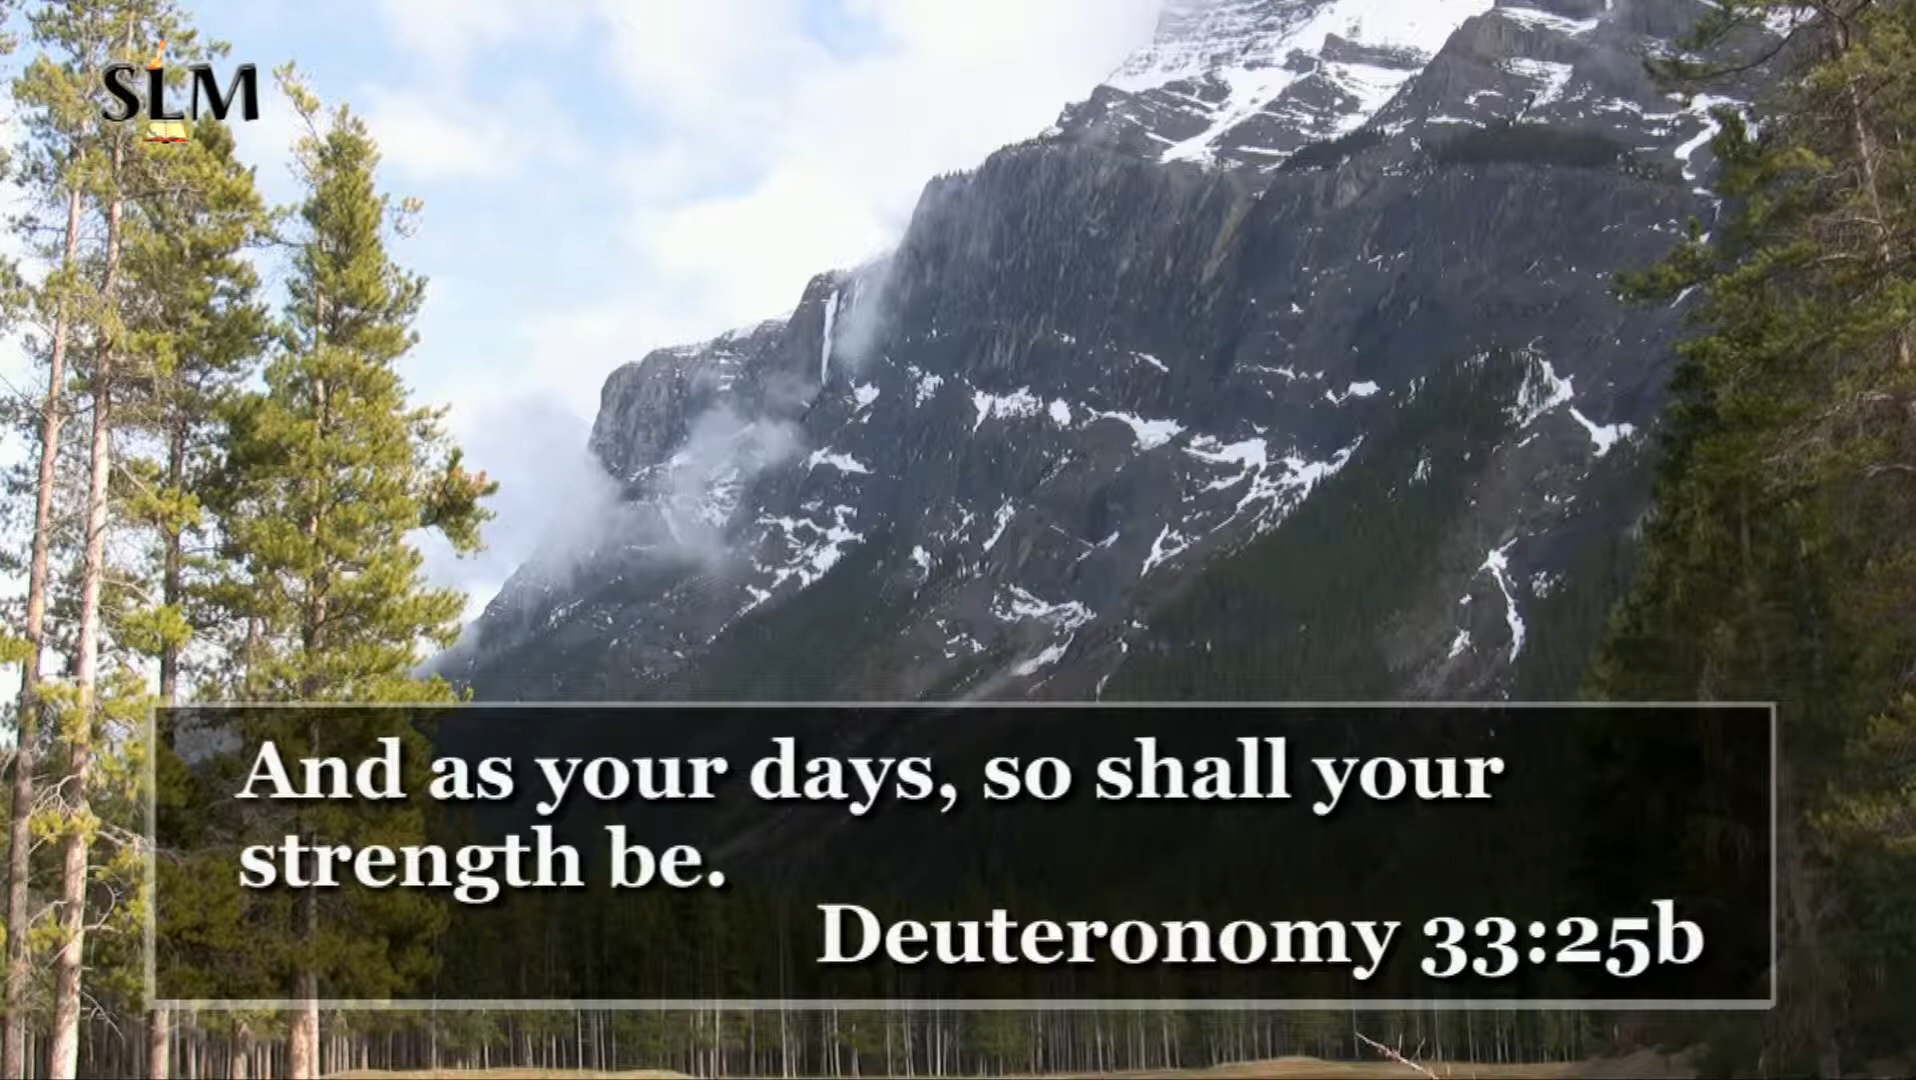 SLM
And as your days, so shall your
strength be.
Deuteronomy 33:25b